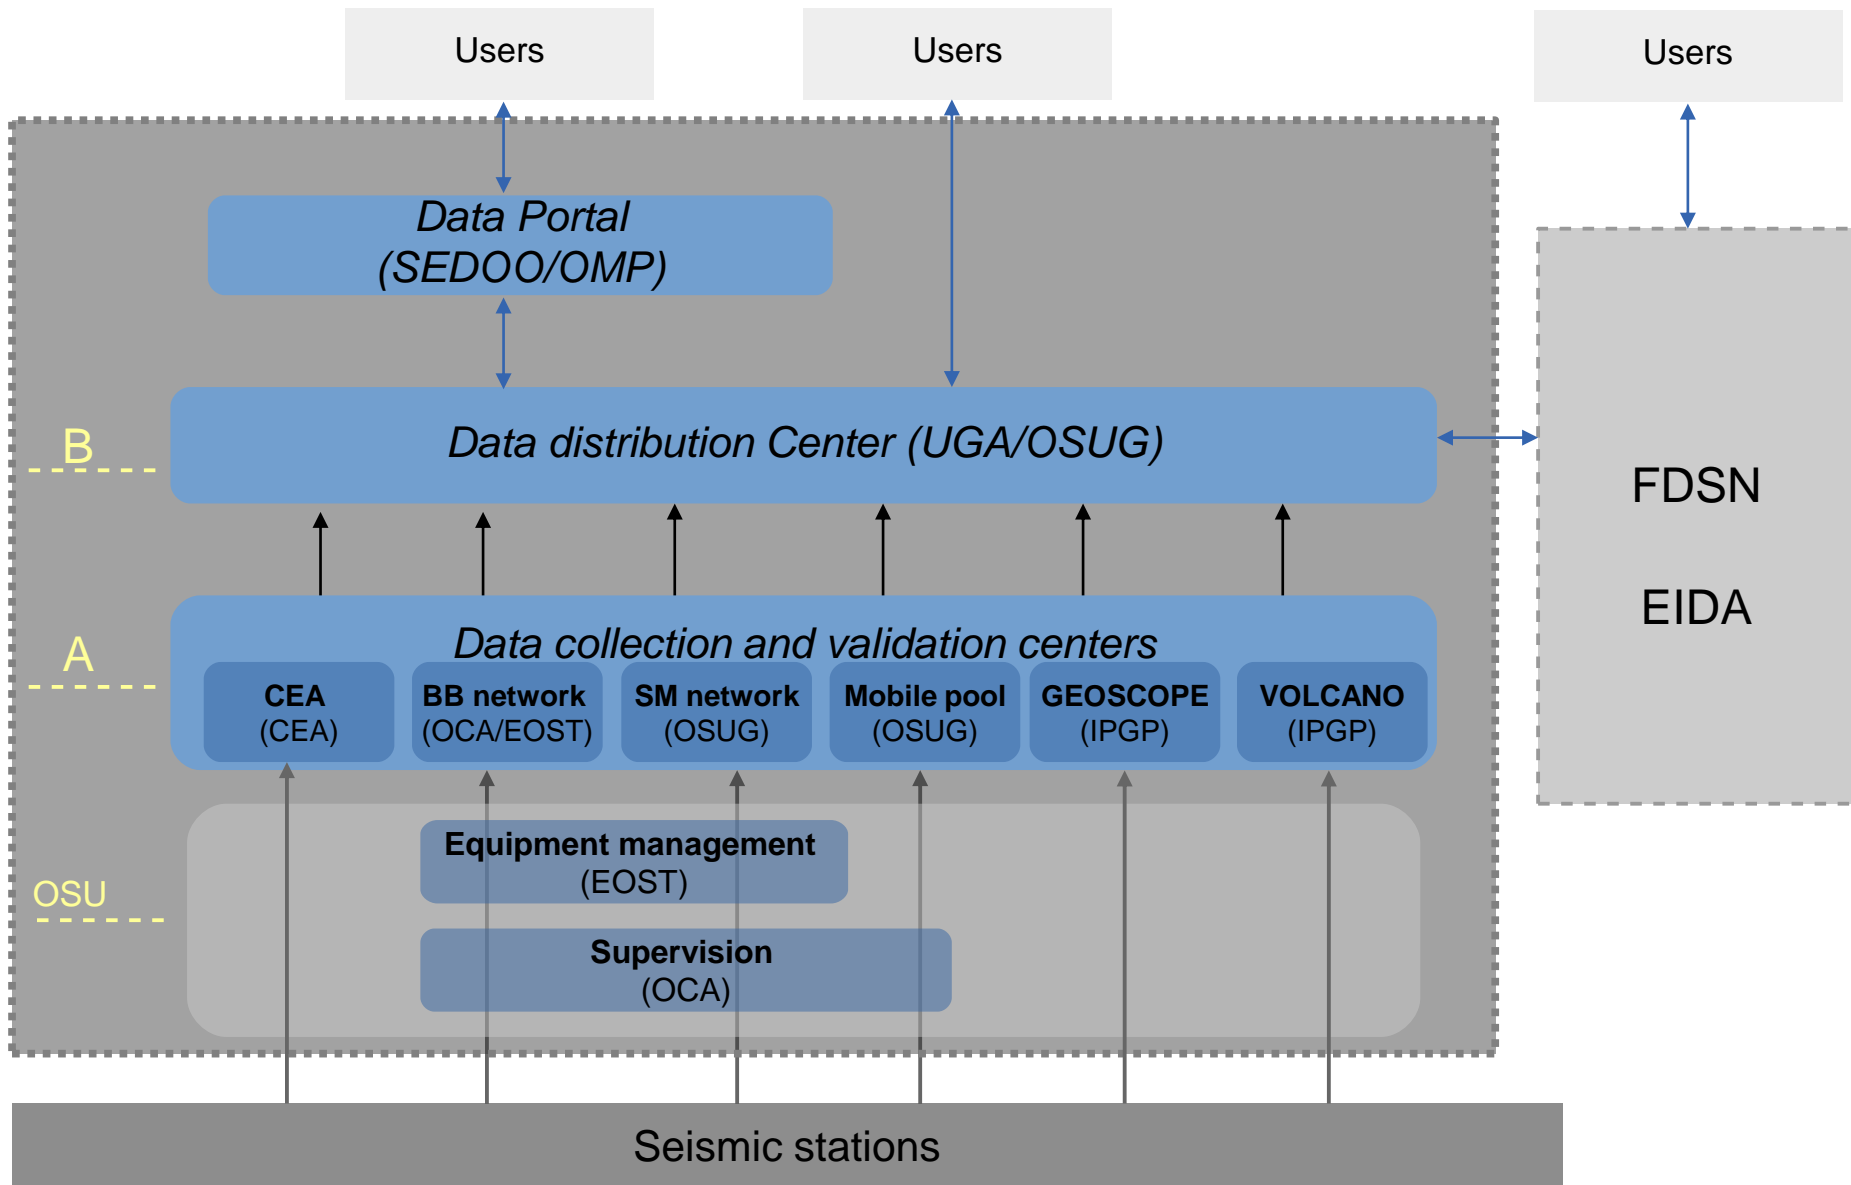 Users
Users
Users
Data Portal
(SEDOO/OMP)
B
Data distribution Center (UGA/OSUG)
FDSN
EIDA
A
Data collection and validation centers
CEA
(CEA)
BB network
(OCA/EOST)
SM network
(OSUG)
Mobile pool
(OSUG)
GEOSCOPE
(IPGP)
VOLCANO
(IPGP)
OSU
Equipment management
(EOST)
Supervision
(OCA)
Seismic stations